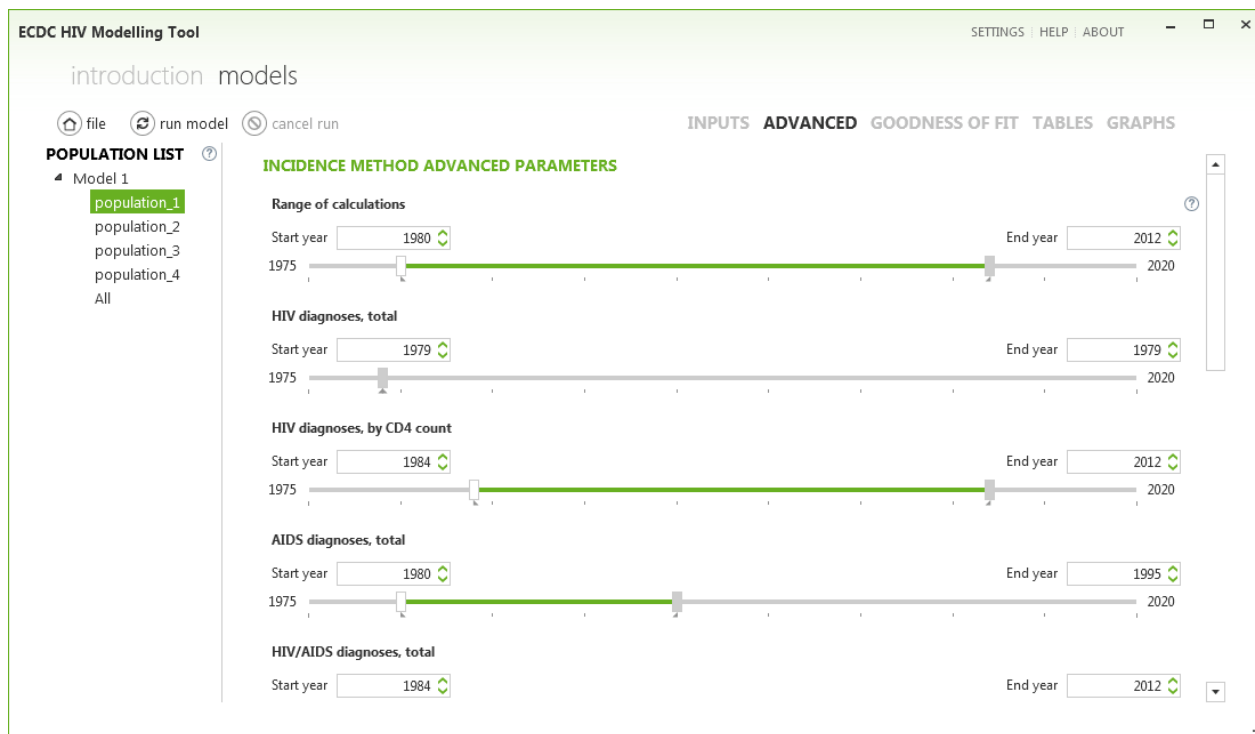 ECDC HIV Modelling Tool
SETTINGS | HELP | ABOUT
introduction models
file run model cancel run
INPUTS ADVANCED GOODNESS OF FIT TABLES GRAPHS
POPULATION LIST ?
Model 1
population_1
population_2
population_3
population_4
All
INCIDENCE METHOD ADVANCED PARAMETERS
Range of calculations ?
Start year 1980 End year 2012
1975 2020
HIV diagnoses, total
Start year 1979 End year 1979
1975 2020
HIV diagnoses, by CD4 count
Start year 1984 End year 2012
1975 2020
AIDS diagnoses, total
Start year 1980 End year 1995
1975 2020
HIV/AIDS diagnoses, total
Start year 1984 End year 2012